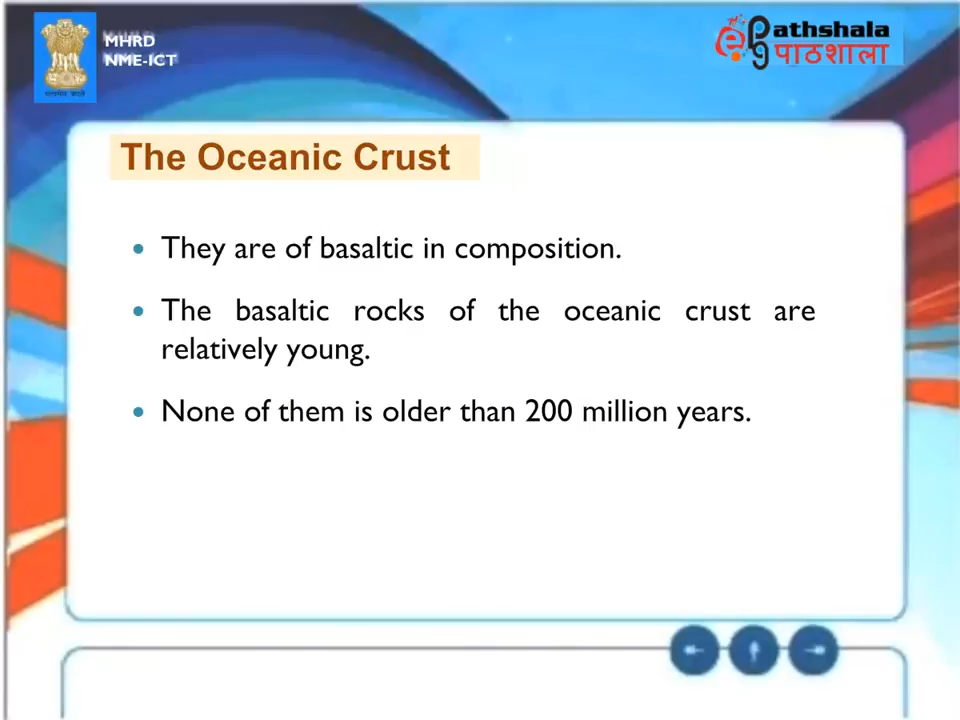 MHRD
NME-ICT
e
pg
athshala
पाठशाला
The Oceanic Crust
• They are of basaltic in composition.
• The basaltic rocks of the oceanic crust are
relatively young.
• None of them is older than 200 million years.